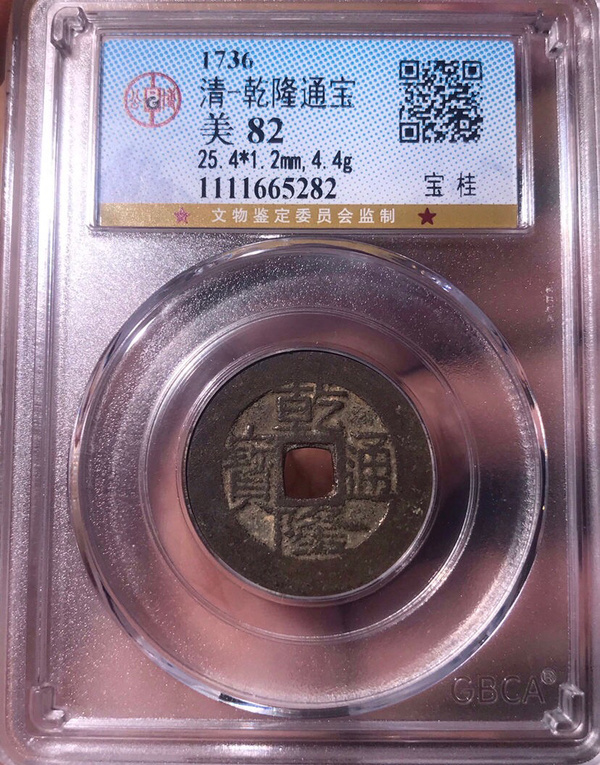 1736
清-乾隆通宝
美 82
25.4*1.2mm,4.4g
1111665282
宝桂
文物鉴定委员会监制
乾隆通寳
GBCA®